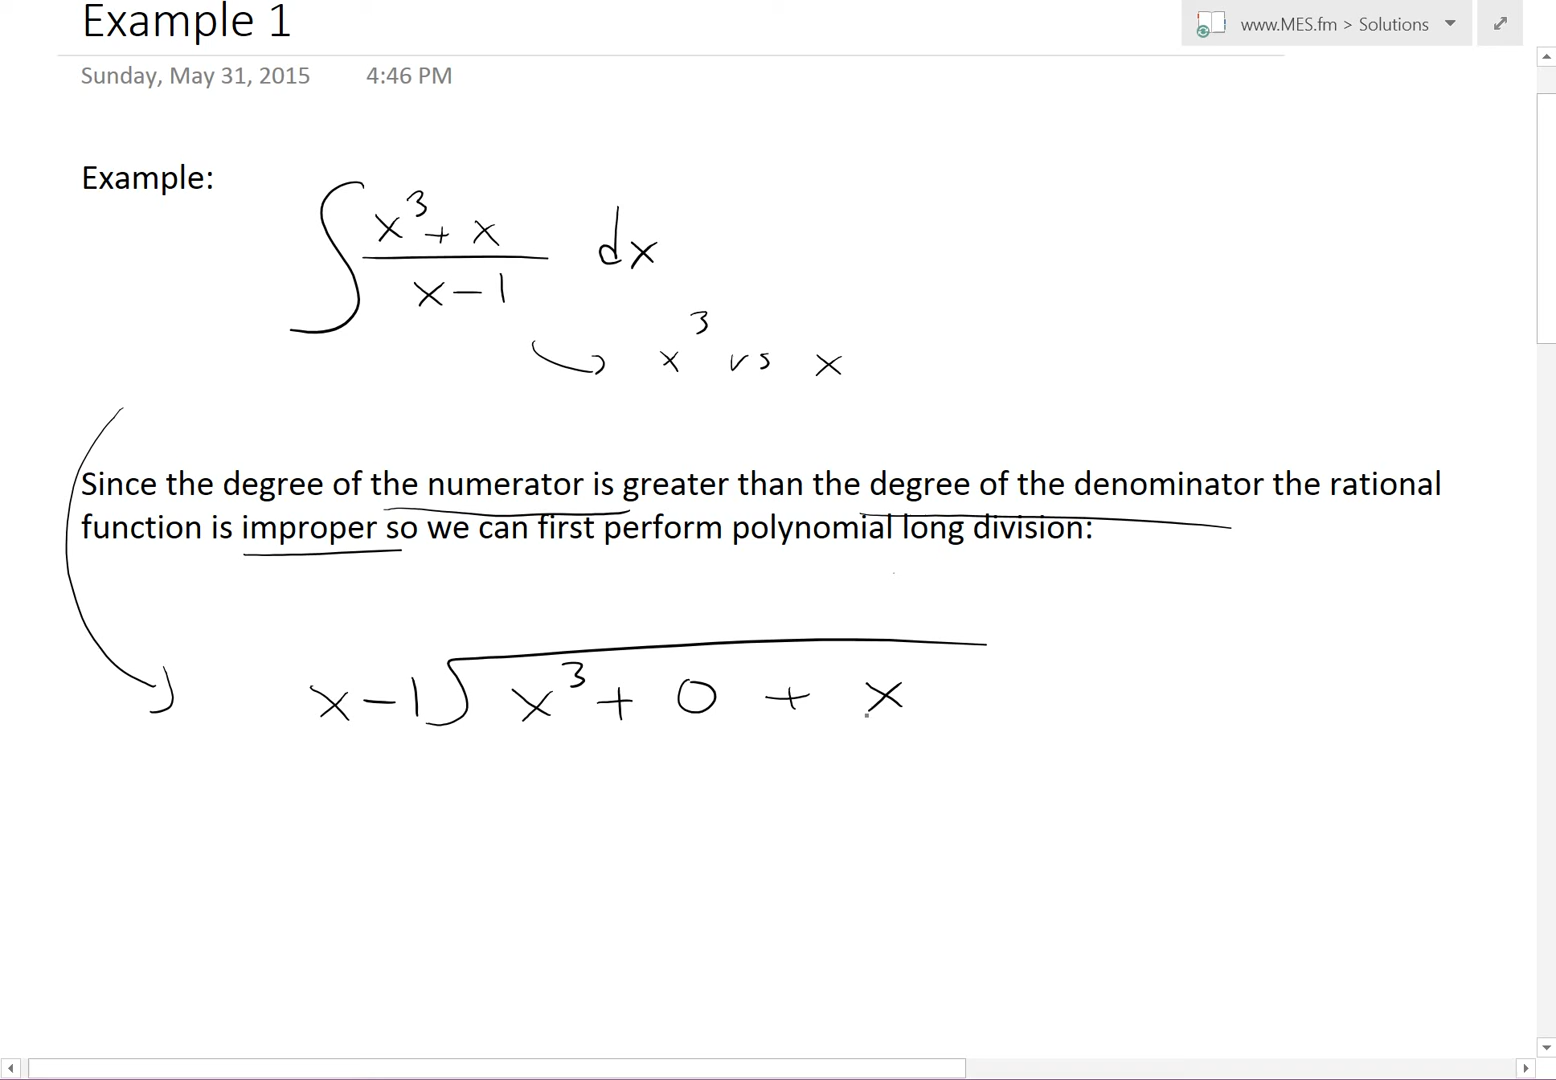 Example 1
www.MES.fm > Solutions
Sunday, May 31, 2015 4:46 PM
Example:
∫ (x³ + x)/(x - 1) dx
x³ vs x
Since the degree of the numerator is greater than the degree of the denominator the rational
function is improper so we can first perform polynomial long division:
x - 1 ⟌ x³ + 0 + x